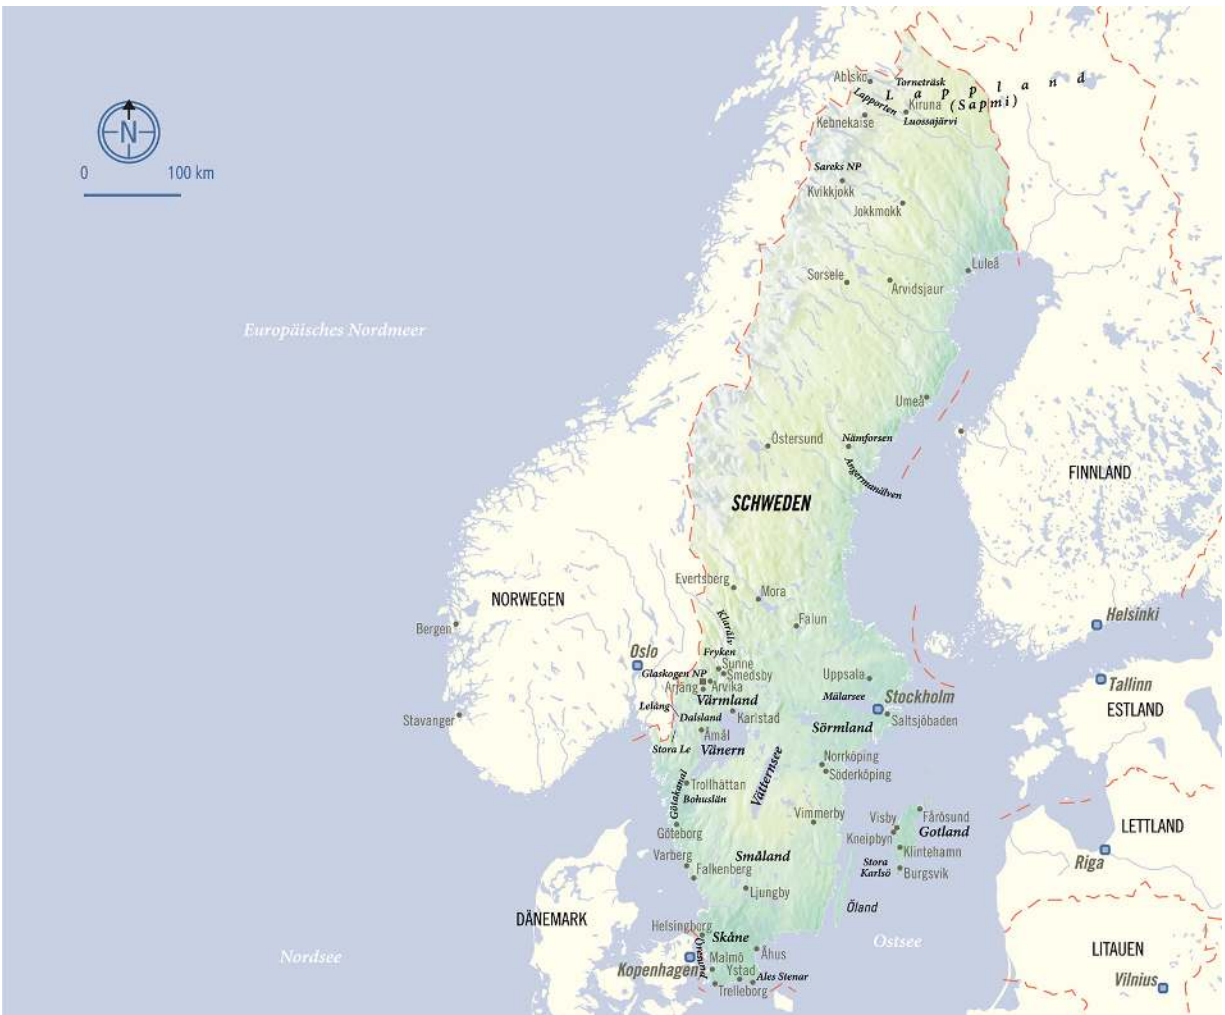 Abisko
Torneträsk
Lappland
(Sapmi)
Lapporten
Kiruna
Kebnekaise
Luossajärvi
N
0
100 km
Sareks NP
Kvikkjokk
Jokkmokk
Luleå
Sorsele
Arvidsjaur
Europäisches Nordmeer
Umeå
Östersund
Nämforsen
Angermanälven
FINNLAND
SCHWEDEN
Evertsberg
Mora
NORWEGEN
Klarälv
Falun
Helsinki
Bergen
Oslo
Fryken
Sunne
Smedsby
Glaskogen NP
Uppsala
Arjäng
Arvika
Tallinn
Värmland
Mälarsee
Stockholm
Lelång
ESTLAND
Stavanger
Dalsland
Karlstad
Saltsjöbaden
Åmål
Sörmland
Stora Le
Vänern
Norrköping
Söderköping
Vätternsee
Trollhättan
Götakanal
Bohuslän
Vimmerby
Visby
Fårösund
Göteborg
Kneipbyn
Gotland
LETTLAND
Klintehamn
Varberg
Småland
Riga
Falkenberg
Stora
Karlsö
Burgsvik
Ljungby
Öland
DÄNEMARK
Helsingborg
Skåne
Ostsee
LITAUEN
Nordsee
Öresund
Åhus
Malmö
Kopenhagen
Ystad
Ales Stenar
Vilnius
Trelleborg